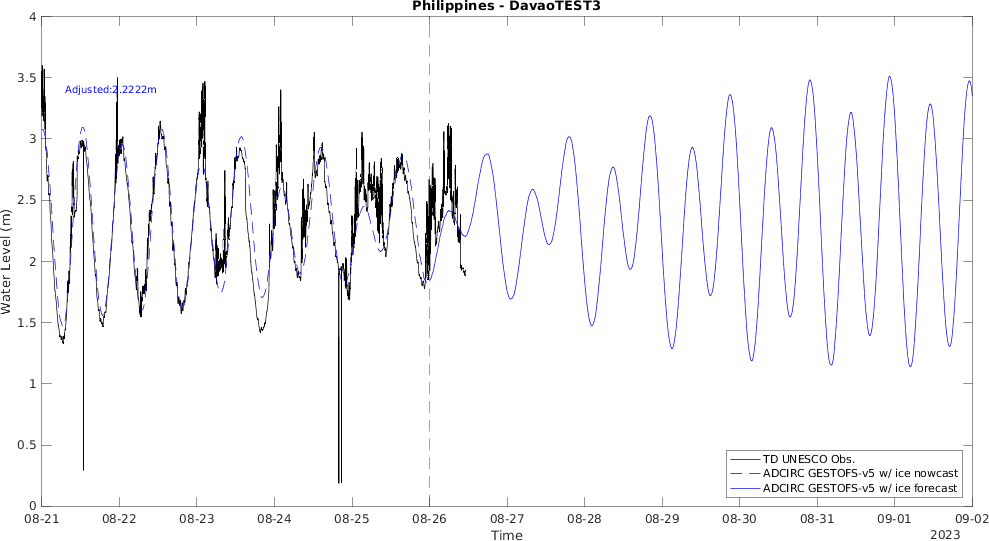 Philippines - DavaoTEST3
4
3.5
3
2.5
2
1.5
1
0.5
0
Water Level (m)
Adjusted:2.2222m
TD UNESCO Obs.
ADCIRC GESTOFS-v5 w/ ice nowcast
ADCIRC GESTOFS-v5 w/ ice forecast
08-21 08-22 08-23 08-24 08-25 08-26 08-27 08-28 08-29 08-30 08-31 09-01 09-02
Time
2023